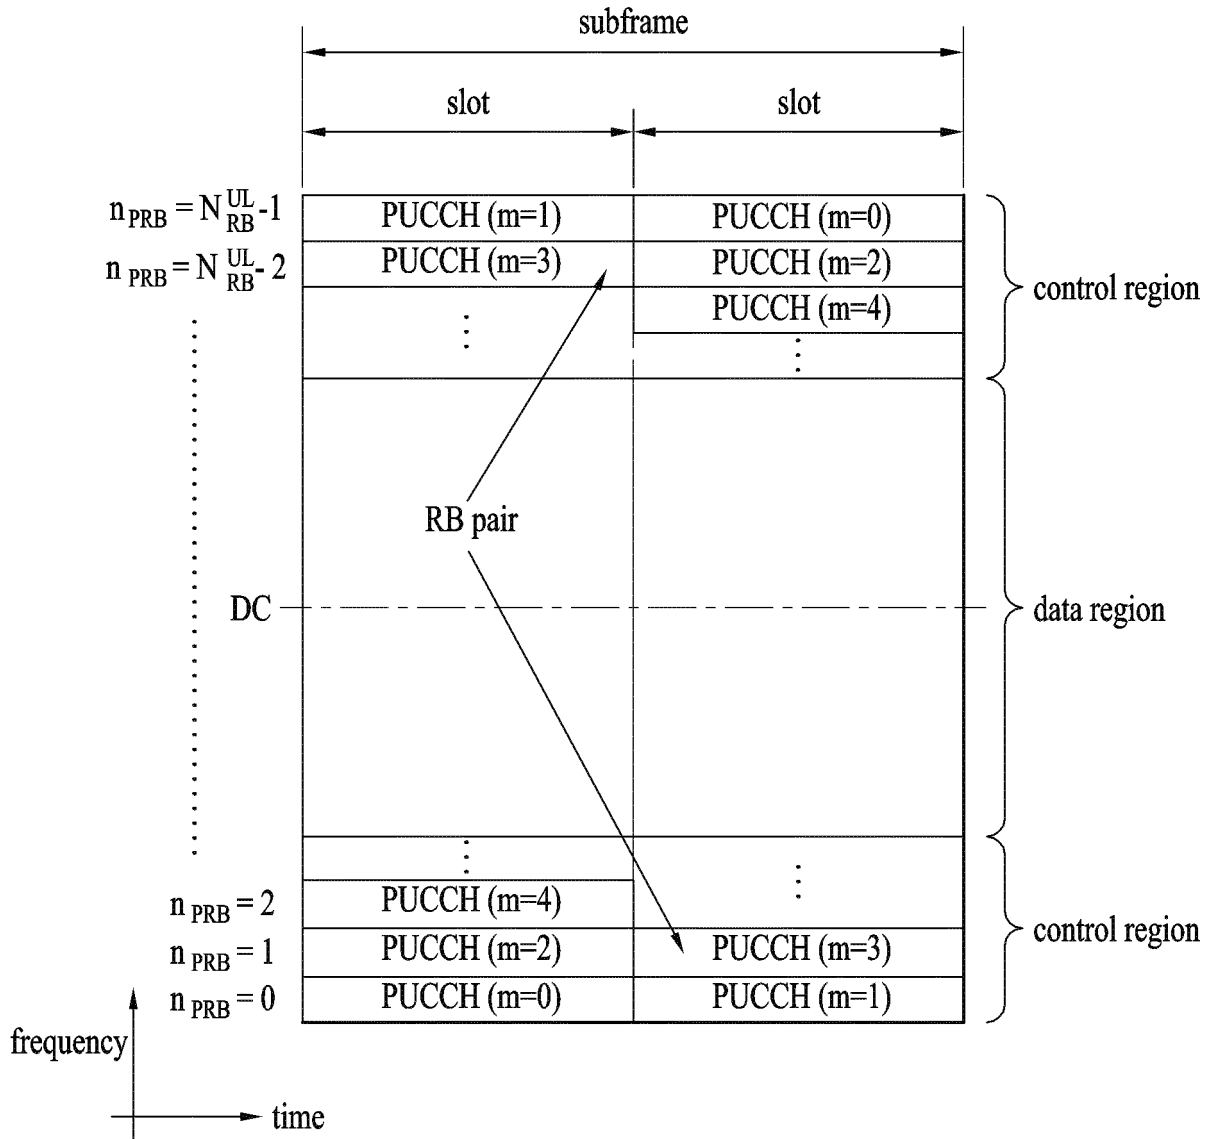 subframe
slot slot
n PRB = N UL RB -1 PUCCH (m=1) PUCCH (m=0)
n PRB = N UL RB - 2 PUCCH (m=3) PUCCH (m=2)
PUCCH (m=4)
control region
RB pair
DC
data region
n PRB = 2 PUCCH (m=4)
n PRB = 1 PUCCH (m=2) PUCCH (m=3)
control region
n PRB = 0 PUCCH (m=0) PUCCH (m=1)
frequency
time